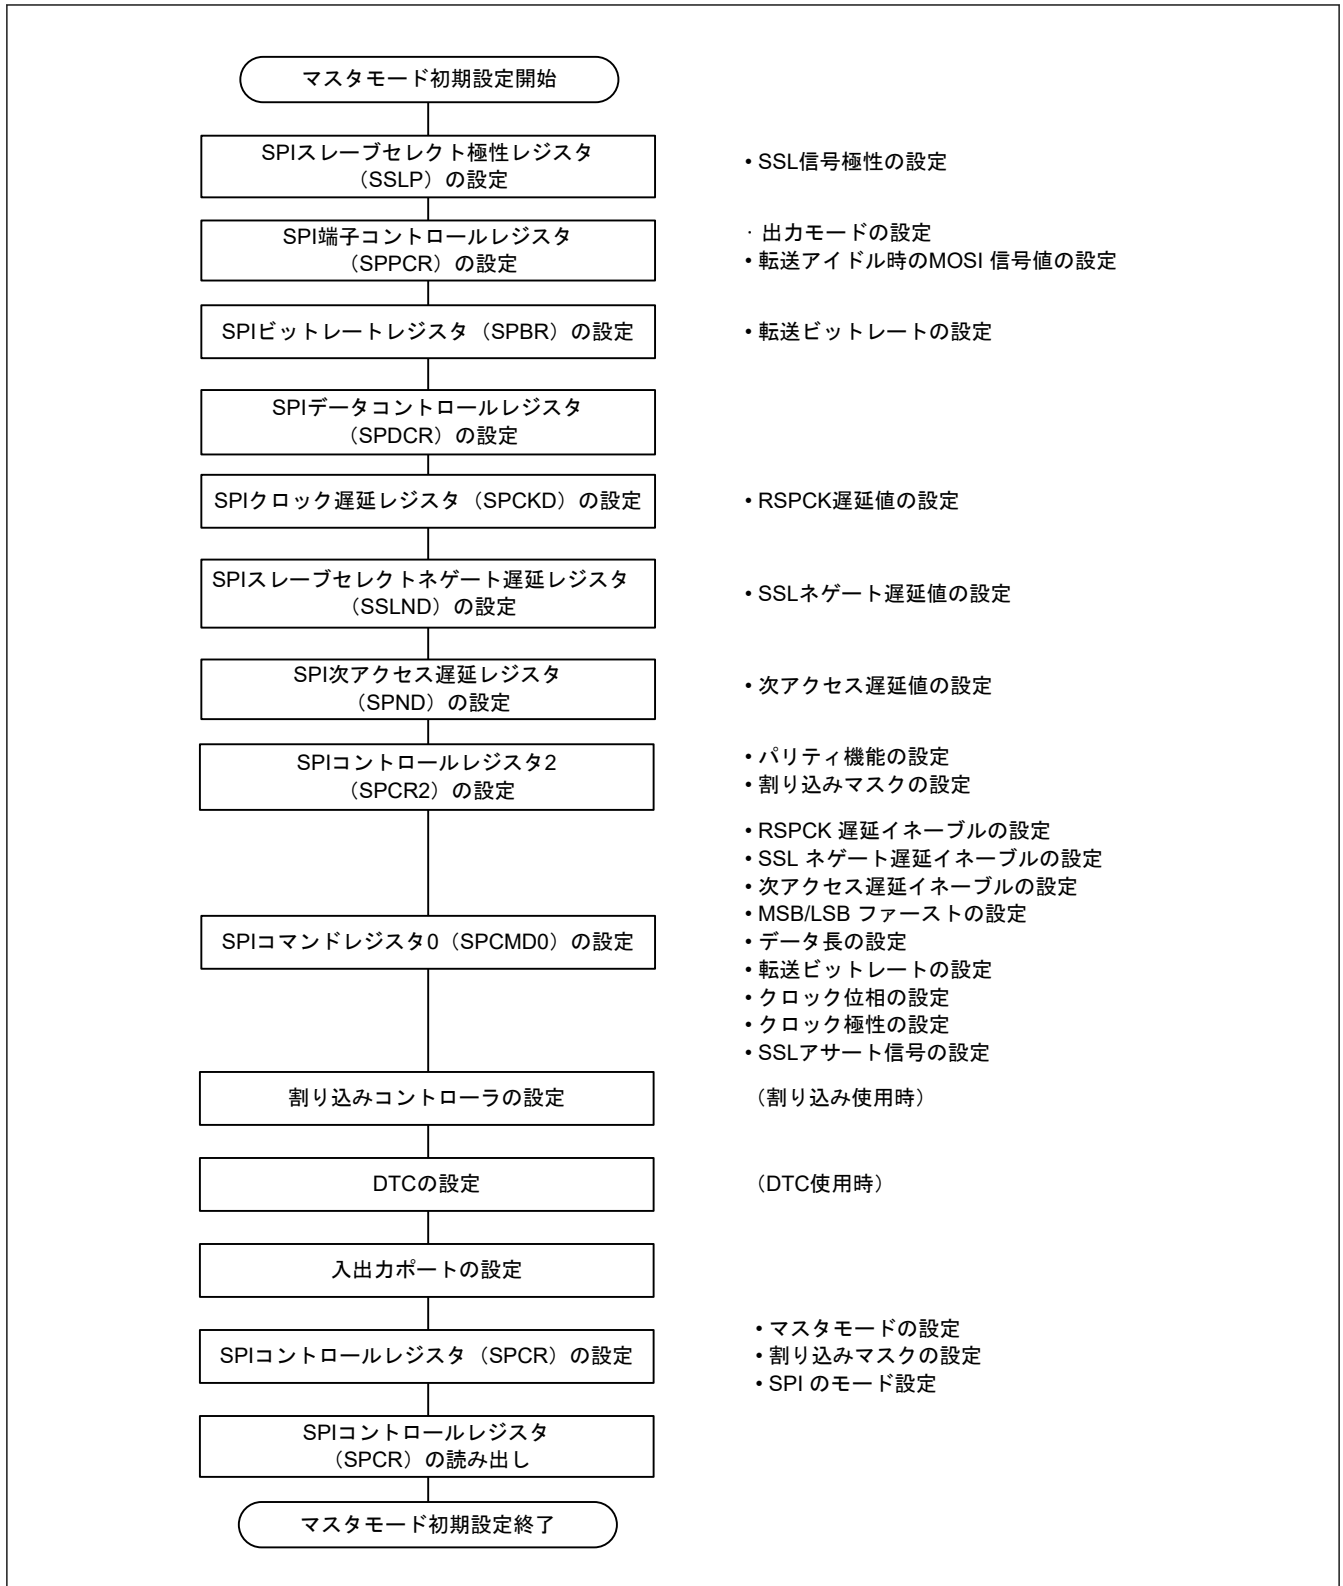 マスタモード初期設定開始
SPIスレーブセレクト極性レジスタ
（SSLP）の設定
• SSL信号極性の設定
SPI端子コントロールレジスタ
（SPPCR）の設定
· 出力モードの設定
• 転送アイドル時のMOSI 信号値の設定
SPIビットレートレジスタ（SPBR）の設定
• 転送ビットレートの設定
SPIデータコントロールレジスタ
（SPDCR）の設定
SPIクロック遅延レジスタ（SPCKD）の設定
• RSPCK遅延値の設定
SPIスレーブセレクトネゲート遅延レジスタ
（SSLND）の設定
• SSLネゲート遅延値の設定
SPI次アクセス遅延レジスタ
（SPND）の設定
• 次アクセス遅延値の設定
SPIコントロールレジスタ2
（SPCR2）の設定
• パリティ機能の設定
• 割り込みマスクの設定
SPIコマンドレジスタ0（SPCMD0）の設定
• RSPCK 遅延イネーブルの設定
• SSL ネゲート遅延イネーブルの設定
• 次アクセス遅延イネーブルの設定
• MSB/LSB ファーストの設定
• データ長の設定
• 転送ビットレートの設定
• クロック位相の設定
• クロック極性の設定
• SSLアサート信号の設定
割り込みコントローラの設定
（割り込み使用時）
DTCの設定
（DTC使用時）
入出力ポートの設定
SPIコントロールレジスタ（SPCR）の設定
• マスタモードの設定
• 割り込みマスクの設定
• SPI のモード設定
SPIコントロールレジスタ
（SPCR）の読み出し
マスタモード初期設定終了